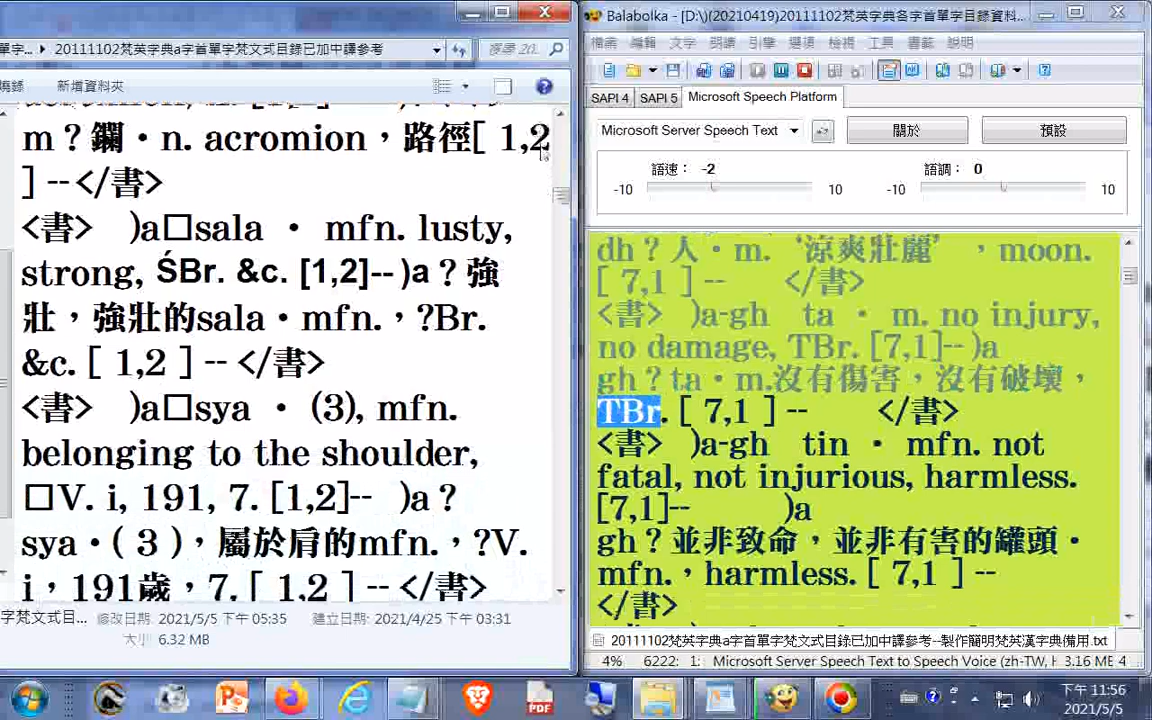 單字... ▸ 20111102梵英字典a字首單字梵文式目錄已加中譯參考
搜尋 20...
燒錄 新增資料夾
m？鑭・n. acromion，路徑[ 1,2
] --</書>
<書> )a□sala ・ mfn. lusty,
strong, ŚBr. &c. [1,2]-- )a？強
壯，強壯的sala・mfn.，?Br.
&c. [ 1,2 ] -- </書>
<書> )a□sya ・ (3), mfn.
belonging to the shoulder,
□V. i, 191, 7. [1,2]-- )a？
sya・( 3 )，屬於肩的mfn.，?V.
i，191歲，7. [ 1,2 ] -- </書>
字梵文式目... 修改日期: 2021/5/5 下午 05:35 建立日期: 2021/4/25 下午 03:31
大小: 6.32 MB
Balabolka - [D:\)(20210419)20111102梵英字典各字首單字目錄資料...
檔案 編輯 文字 朗讀 引擎 選項 檢視 工具 書籤 說明
SAPI 4 SAPI 5 Microsoft Speech Platform
Microsoft Server Speech Text 關於 預設
語速： -2 語調： 0
-10 10 -10 10
dh？人・m.‘涼爽壯麗’，moon.
[ 7,1 ] -- </書>
<書> )a-gh ta ・ m. no injury,
no damage, TBr. [7,1]-- )a
gh？ta・m.沒有傷害，沒有破壞，
TBr. [ 7,1 ] -- </書>
<書> )a-gh tin ・ mfn. not
fatal, not injurious, harmless.
[7,1]-- )a
gh？並非致命，並非有害的罐頭・
mfn.，harmless. [ 7,1 ] --
</書>
20111102梵英字典a字首單字梵文式目錄已加中譯參考--製作簡明梵英漢字典備用.txt
4% 6222: 1: Microsoft Server Speech Text to Speech Voice (zh-TW, H 3.16 ME 4
PDF
下午 11:56
2021/5/5